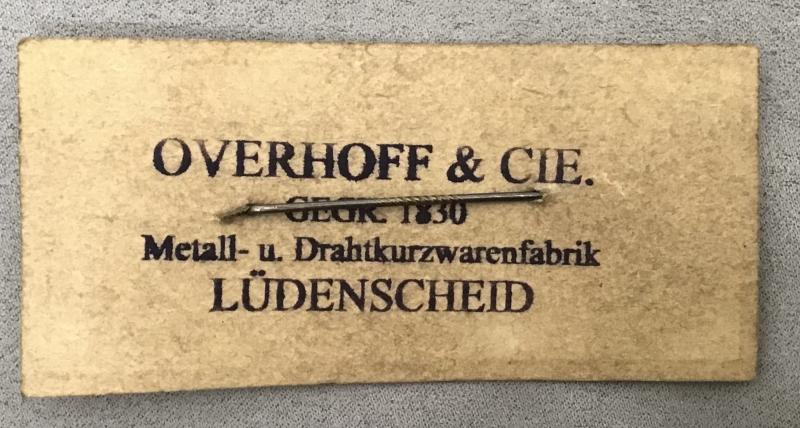 OVERHOFF & CIE.
GEGR. 1830
Metall- u. Drahtkurzwarenfabrik
LÜDENSCHEID